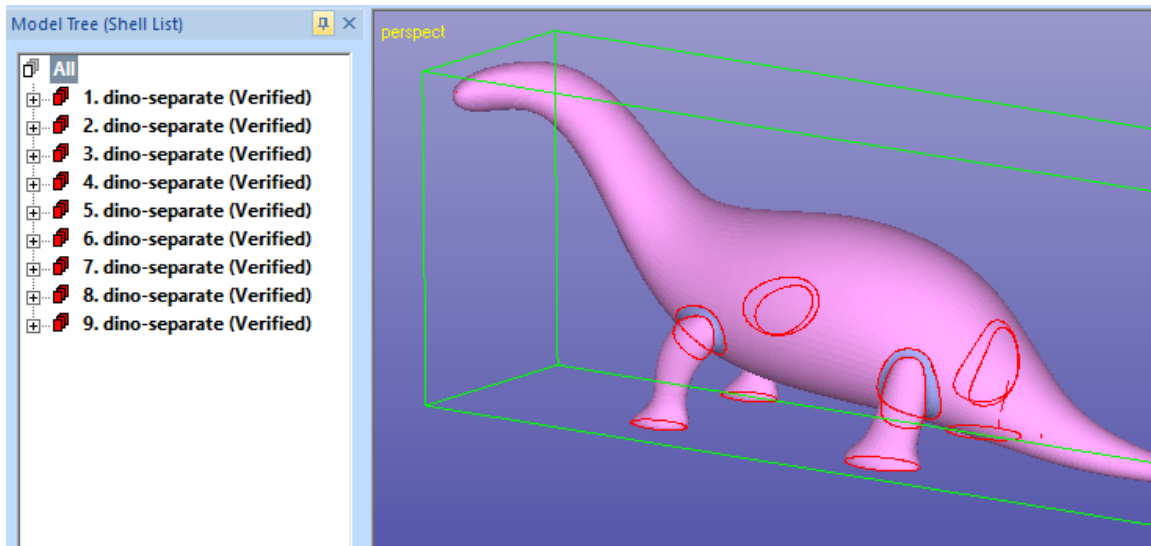 Model Tree (Shell List)
perspect
All
1. dino-separate (Verified)
2. dino-separate (Verified)
3. dino-separate (Verified)
4. dino-separate (Verified)
5. dino-separate (Verified)
6. dino-separate (Verified)
7. dino-separate (Verified)
8. dino-separate (Verified)
9. dino-separate (Verified)